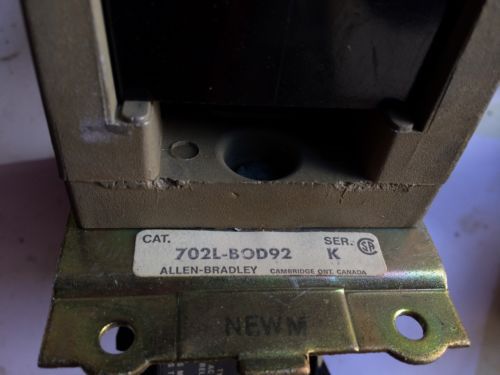 CAT.
SER.
702L-BOD92 K
ALLEN-BRADLEY CAMBRIDGE ONT. CANADA
NEWM